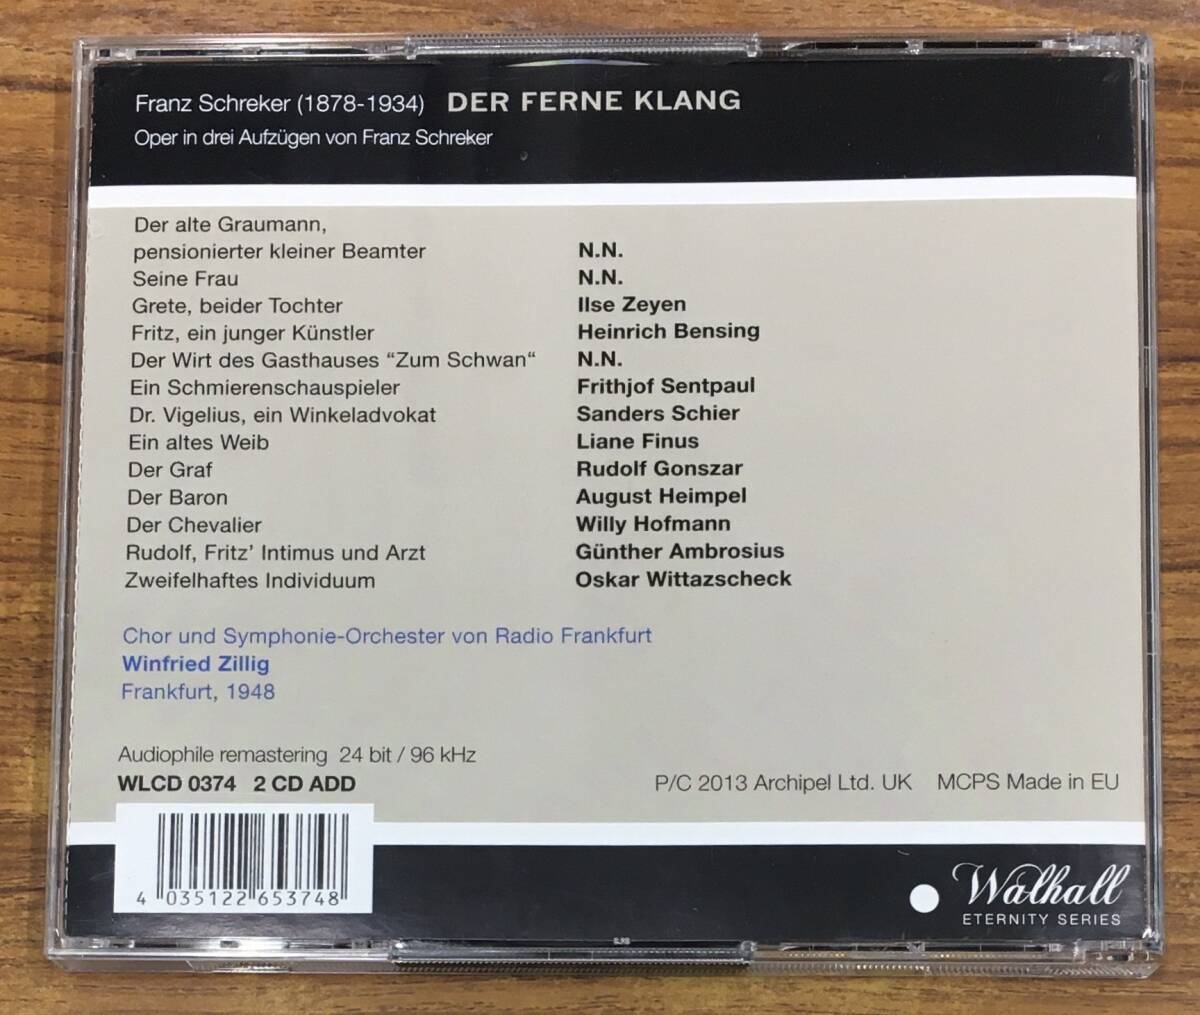 Franz Schreker (1878-1934) DER FERNE KLANG
Oper in drei Aufzügen von Franz Schreker
Der alte Graumann,
pensionierter kleiner Beamter N.N.
Seine Frau N.N.
Grete, beider Tochter Ilse Zeyen
Fritz, ein junger Künstler Heinrich Bensing
Der Wirt des Gasthauses “Zum Schwan“ N.N.
Ein Schmierenschauspieler Frithjof Sentpaul
Dr. Vigelius, ein Winkeladvokat Sanders Schier
Ein altes Weib Liane Finus
Der Graf Rudolf Gonszar
Der Baron August Heimpel
Der Chevalier Willy Hofmann
Rudolf, Fritz’ Intimus und Arzt Günther Ambrosius
Zweifelhaftes Individuum Oskar Wittazscheck
Chor und Symphonie-Orchester von Radio Frankfurt
Winfried Zillig
Frankfurt, 1948
Audiophile remastering 24 bit / 96 kHz
WLCD 0374 2 CD ADD P/C 2013 Archipel Ltd. UK MCPS Made in EU
4 035122 653748
Walhall
ETERNITY SERIES